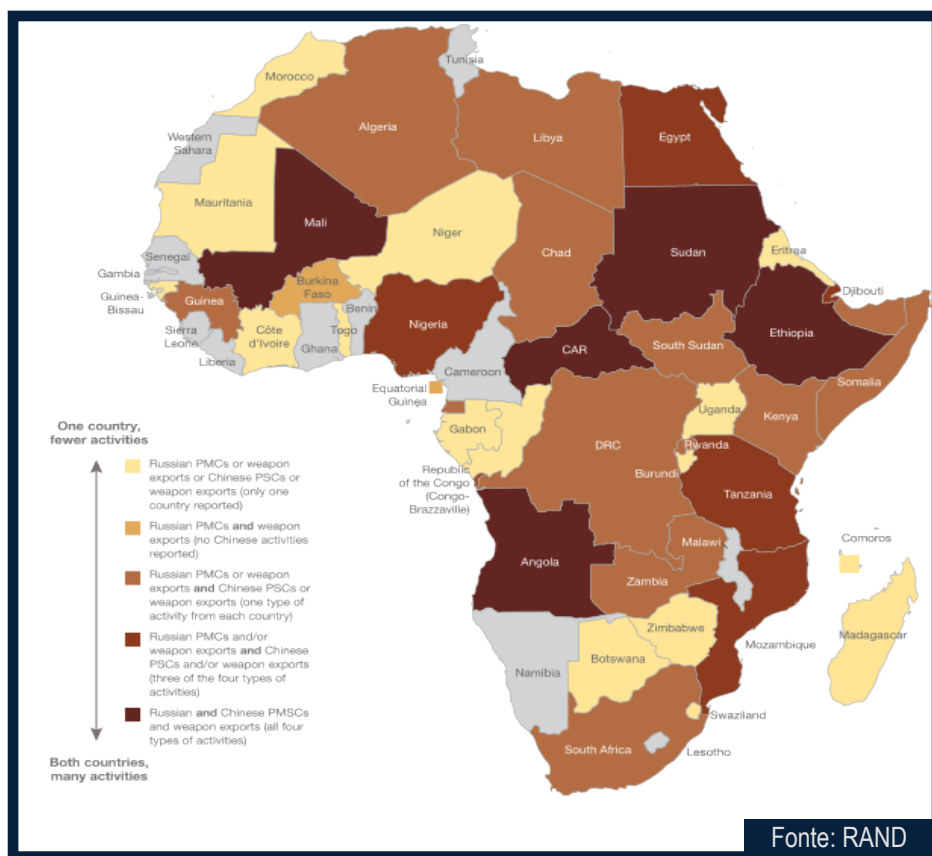 Tunisia
Morocco
Algeria
Libya
Egypt
Western
Sahara
Mauritania
Mali
Niger
Chad
Sudan
Eritrea
Senegal
Gambia
Guinea-
Bissau
Guinea
Burkina
Faso
Benin
Djibouti
Sierra
Leone
Côte
d'Ivoire
Togo
Nigeria
Ethiopia
Liberia
Ghana
Cameroon
CAR
South Sudan
Somalia
Equatorial
Guinea
Gabon
Uganda
Kenya
DRC
Rwanda
Republic
of the Congo
(Congo-
Brazzaville)
Burundi
Tanzania
Comoros
Angola
Malawi
Zambia
Zimbabwe
Mozambique
Madagascar
Namibia
Botswana
Swaziland
South Africa
Lesotho
One country,
fewer activities
Russian PMCs or weapon
exports or Chinese PSCs or
weapon exports (only one
country reported)
Russian PMCs and weapon
exports (no Chinese activities
reported)
Russian PMCs or weapon
exports and Chinese PSCs or
weapon exports (one type of
activity from each country)
Russian PMCs and/or
weapon exports and Chinese
PSCs and/or weapon exports
(three of the four types of
activities)
Russian and Chinese PMSCs
and weapon exports (all four
types of activities)
Both countries,
many activities
Fonte: RAND